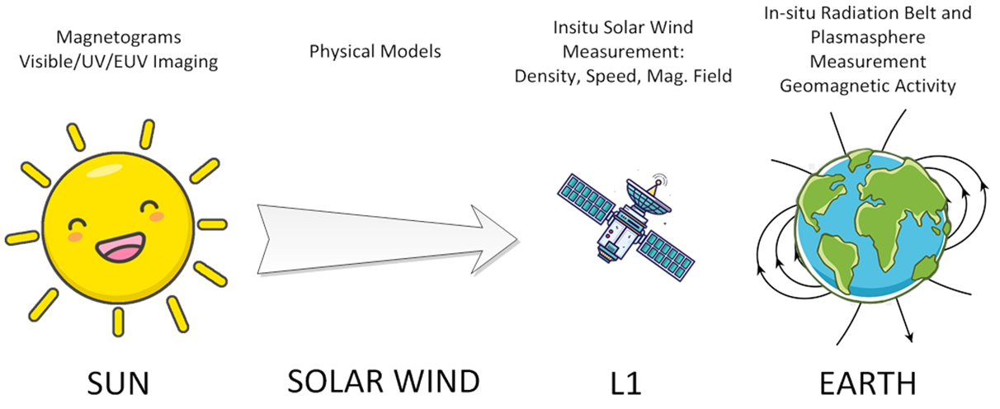 Magnetograms
Visible/UV/EUV Imaging
Physical Models
Insitu Solar Wind
Measurement:
Density, Speed, Mag. Field
In-situ Radiation Belt and
Plasmasphere
Measurement
Geomagnetic Activity
SUN
SOLAR WIND
L1
EARTH